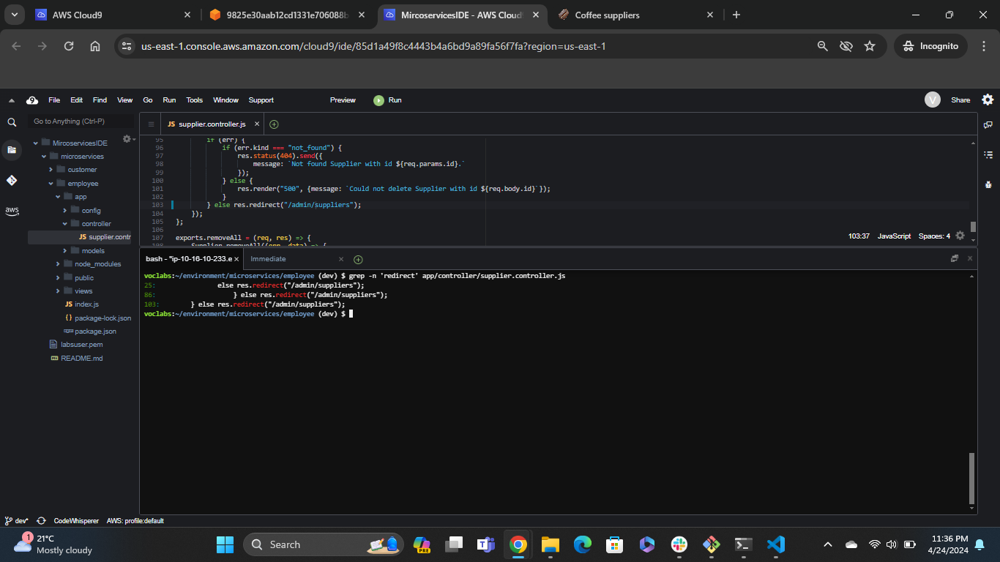 AWS Cloud9
9825e30aab12cd1331e706088b
MircoservicesIDE - AWS Cloud9
Coffee suppliers
us-east-1.console.aws.amazon.com/cloud9/ide/85d1a49f8c4443b4a6bd9a89fa56f7fa?region=us-east-1
Incognito
9 File Edit Find View Go Run Tools Window Support Preview Run V Share
Go to Anything (Ctrl-P)
MircoservicesIDE
microservices
customer
employee
app
config
controller
JS supplier.contr
models
node_modules
public
views
JS index.js
package-lock.json
package.json
labsuser.pem
README.md
aws
JS supplier.controller.js
95 if (err) {
96 if (err.kind === "not_found") {
97 res.status(404).send({
98 message: `Not found Supplier with id ${req.params.id}.`
99 });
100 } else {
101 res.render("500", {message: `Could not delete Supplier with id ${req.body.id}`});
102 }
103 } else res.redirect("/admin/suppliers");
104 });
105 };
106
107 exports.removeAll = (req, res) => {
108 Supplier.removeAll((err, data) => {
103:37 JavaScript Spaces: 4
bash - "ip-10-16-10-233.e
Immediate
voclabs:~/environment/microservices/employee (dev) $ grep -n 'redirect' app/controller/supplier.controller.js
25: else res.redirect("/admin/suppliers");
86: } else res.redirect("/admin/suppliers");
103: } else res.redirect("/admin/suppliers");
voclabs:~/environment/microservices/employee (dev) $
dev* CodeWhisperer AWS: profile:default
1
21°C
Mostly cloudy
Search
PRE
11:36 PM
4/24/2024